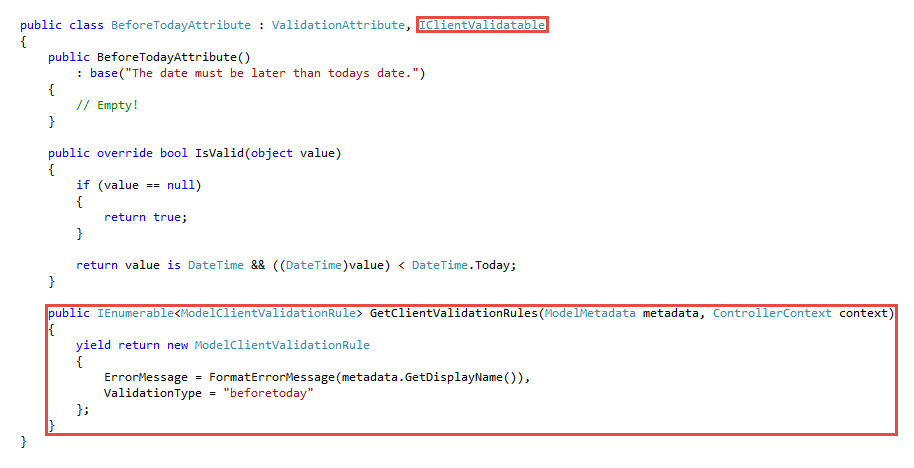 public class BeforeTodayAttribute : ValidationAttribute, IClientValidatable
{
    public BeforeTodayAttribute()
        : base("The date must be later than todays date.")
    {
        // Empty!
    }

    public override bool IsValid(object value)
    {
        if (value == null)
        {
            return true;
        }

        return value is DateTime && ((DateTime)value) < DateTime.Today;
    }

    public IEnumerable<ModelClientValidationRule> GetClientValidationRules(ModelMetadata metadata, ControllerContext context)
    {
        yield return new ModelClientValidationRule
        {
            ErrorMessage = FormatErrorMessage(metadata.GetDisplayName()),
            ValidationType = "beforetoday"
        };
    }
}